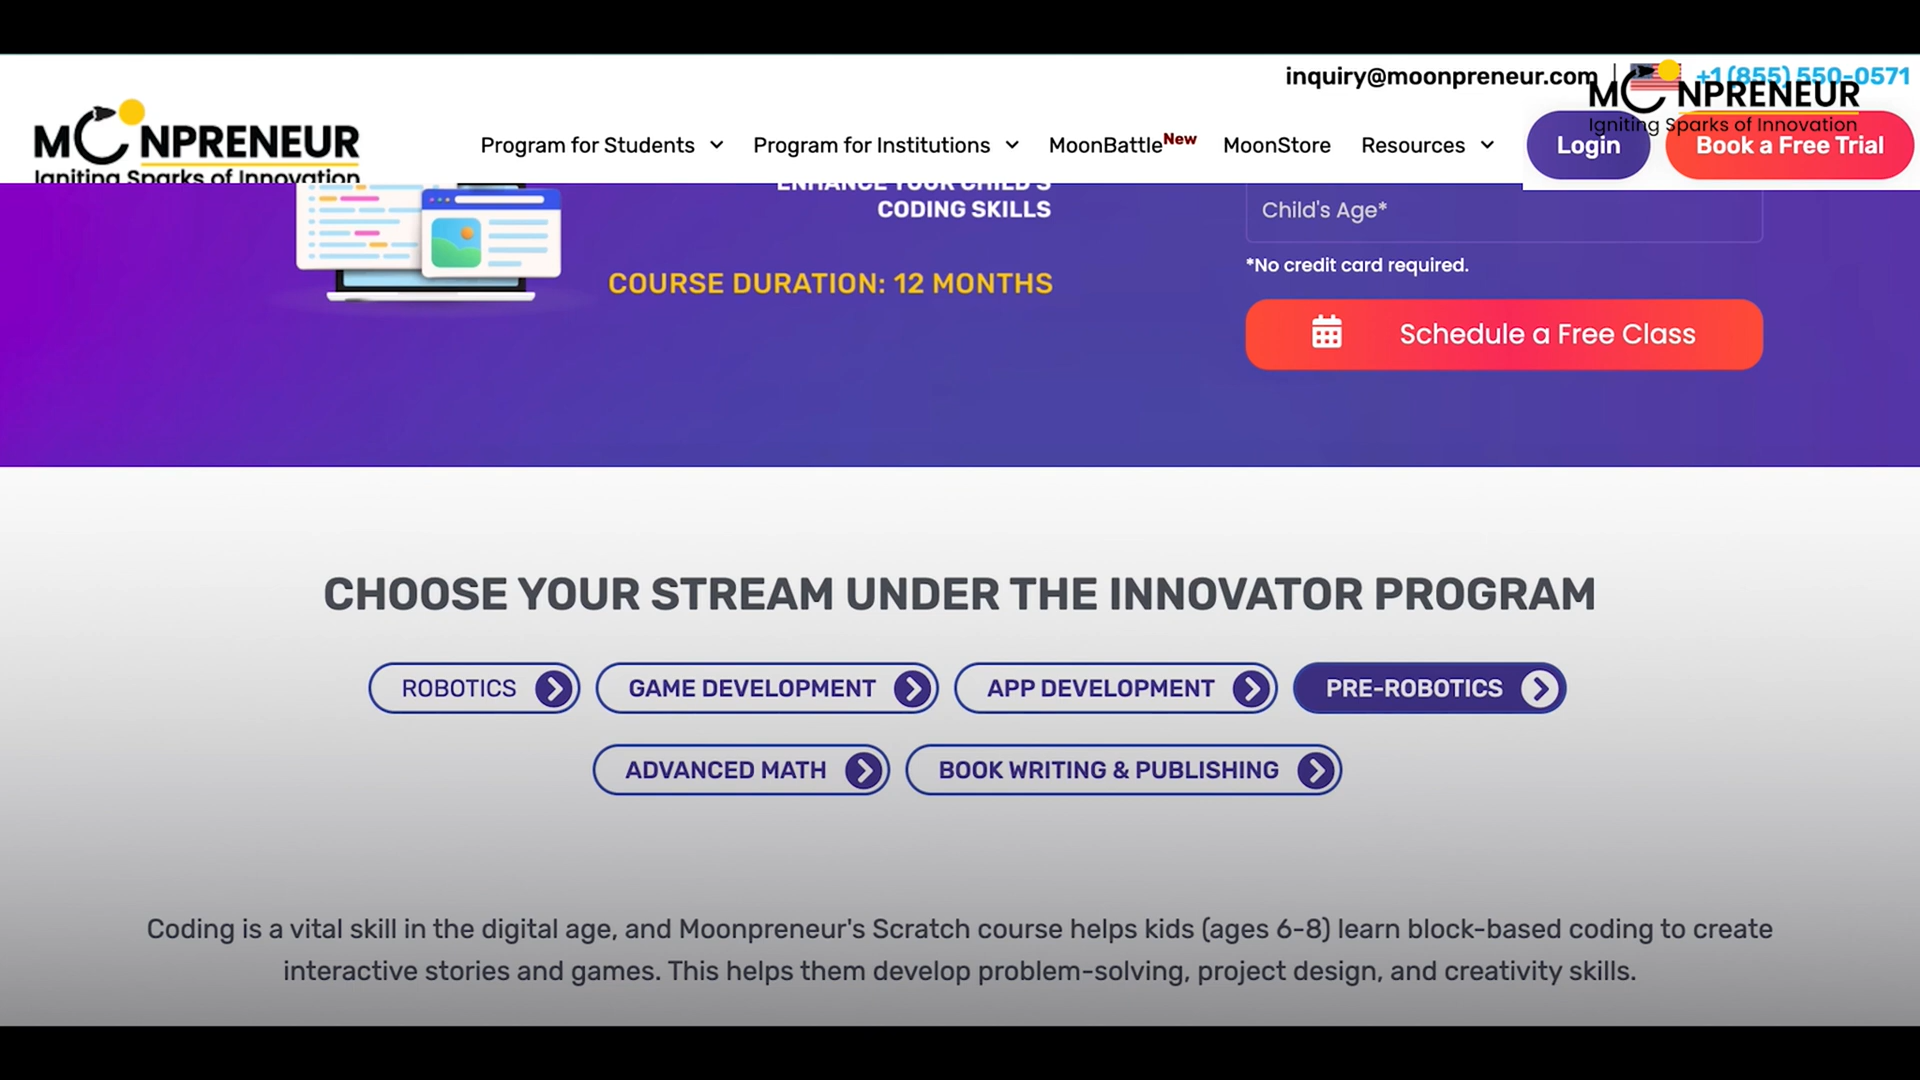 inquiry@moonpreneur.com | +1 (855) 550-0571
MOONPRENEUR
Igniting Sparks of Innovation
MOONPRENEUR
Igniting Sparks of Innovation
Program for Students
Program for Institutions
MoonBattle New
MoonStore
Resources
Login
Book a Free Trial
ENHANCE YOUR CHILD'S
CODING SKILLS
COURSE DURATION: 12 MONTHS
Child's Age*
*No credit card required.
Schedule a Free Class
CHOOSE YOUR STREAM UNDER THE INNOVATOR PROGRAM
ROBOTICS
GAME DEVELOPMENT
APP DEVELOPMENT
PRE-ROBOTICS
ADVANCED MATH
BOOK WRITING & PUBLISHING
Coding is a vital skill in the digital age, and Moonpreneur's Scratch course helps kids (ages 6-8) learn block-based coding to create
interactive stories and games. This helps them develop problem-solving, project design, and creativity skills.